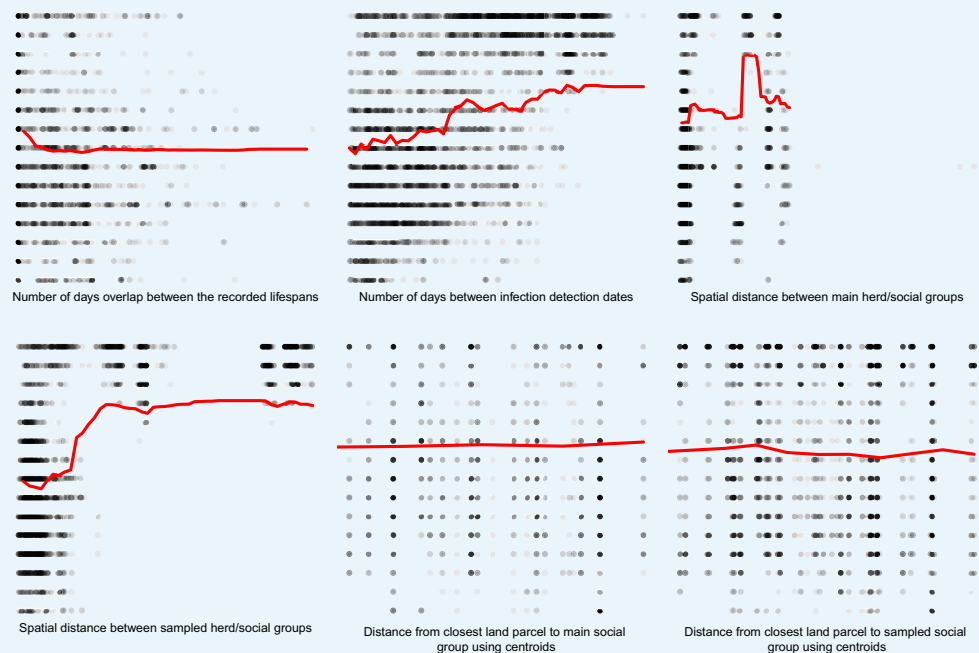 Number of days overlap between the recorded lifespans
Number of days between infection detection dates
Spatial distance between main herd/social groups
Spatial distance between sampled herd/social groups
Distance from closest land parcel to main social
group using centroids
Distance from closest land parcel to sampled social
group using centroids